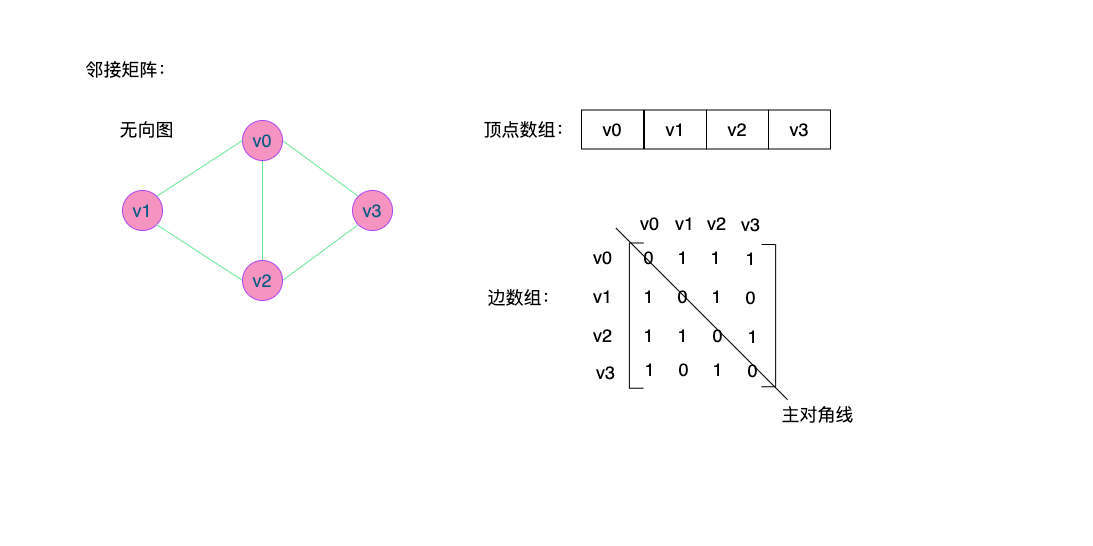 邻接矩阵：
无向图
v0
v1
v3
v2
顶点数组： v0 v1 v2 v3
v0 v1 v2 v3
v0 0 1 1 1
边数组： v1 1 0 1 0
v2 1 1 0 1
v3 1 0 1 0
主对角线